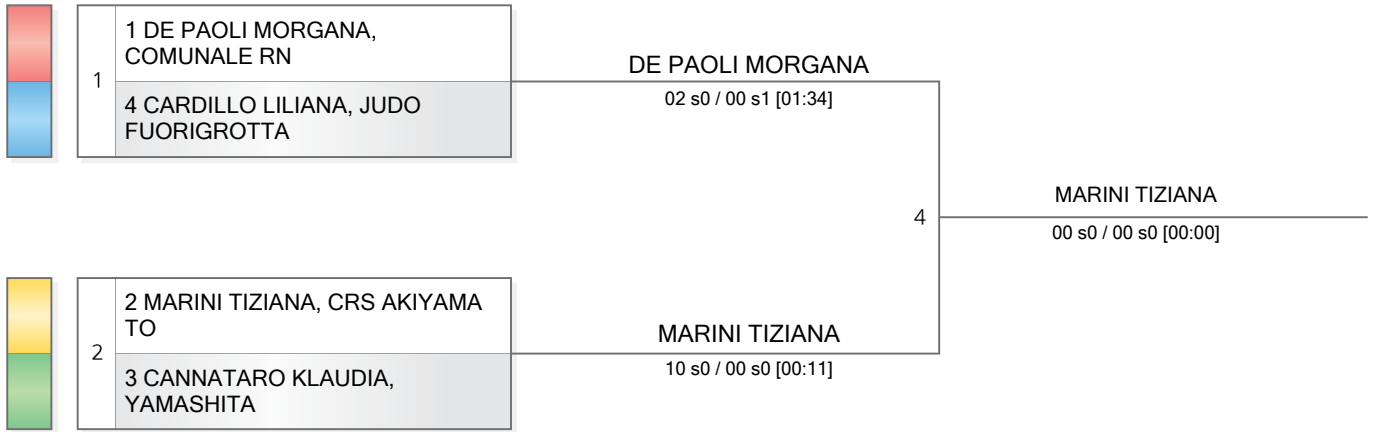 1 DE PAOLI MORGANA,
COMUNALE RN
1
4 CARDILLO LILIANA, JUDO
FUORIGROTTA
DE PAOLI MORGANA
02 s0 / 00 s1 [01:34]
4
MARINI TIZIANA
00 s0 / 00 s0 [00:00]
2 MARINI TIZIANA, CRS AKIYAMA
TO
2
3 CANNATARO KLAUDIA,
YAMASHITA
MARINI TIZIANA
10 s0 / 00 s0 [00:11]